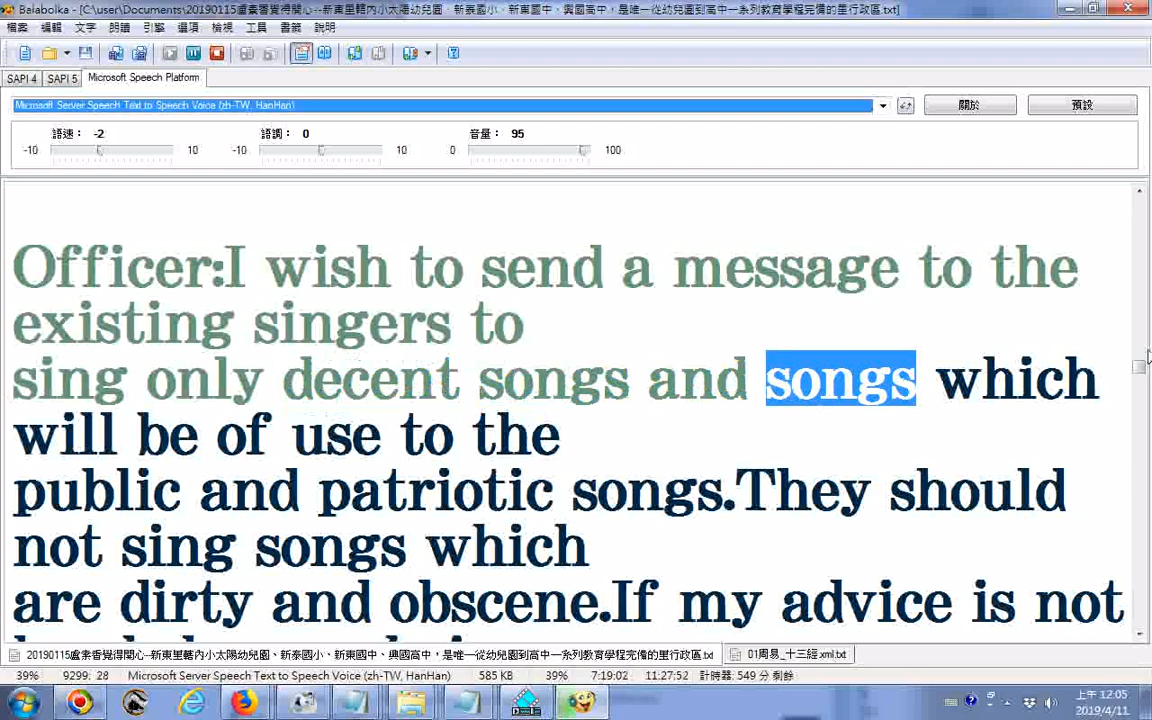 Balabolka - [C:\user\Documents\20190115盧素香覺得開心--新東里轄內小太陽幼兒園、新泰國小、新東國中、興國高中，是唯一從幼兒園到高中一系列教育學程完備的里行政區.txt]
檔案 編輯 文字 朗讀 引擎 選項 檢視 工具 書籤 說明
SAPI 4 SAPI 5 Microsoft Speech Platform
Microsoft Server Speech Text to Speech Voice (zh-TW, HanHan) 關於 預設
語速： -2 語調： 0 音量： 95
-10 10 -10 10 0 100
Officer:I wish to send a message to the
existing singers to
sing only decent songs and songs which
will be of use to the
public and patriotic songs.They should
not sing songs which
are dirty and obscene.If my advice is not
20190115盧素香覺得開心--新東里轄內小太陽幼兒園、新泰國小、新東國中、興國高中，是唯一從幼兒園到高中一系列教育學程完備的里行政區.txt 01周易_十三經.xml.txt
39% 9299: 28 Microsoft Server Speech Text to Speech Voice (zh-TW, HanHan) 585 KB 39% 7:19:02 11:27:52 計時器: 549 分 剩餘
上午 12:05
2019/4/11